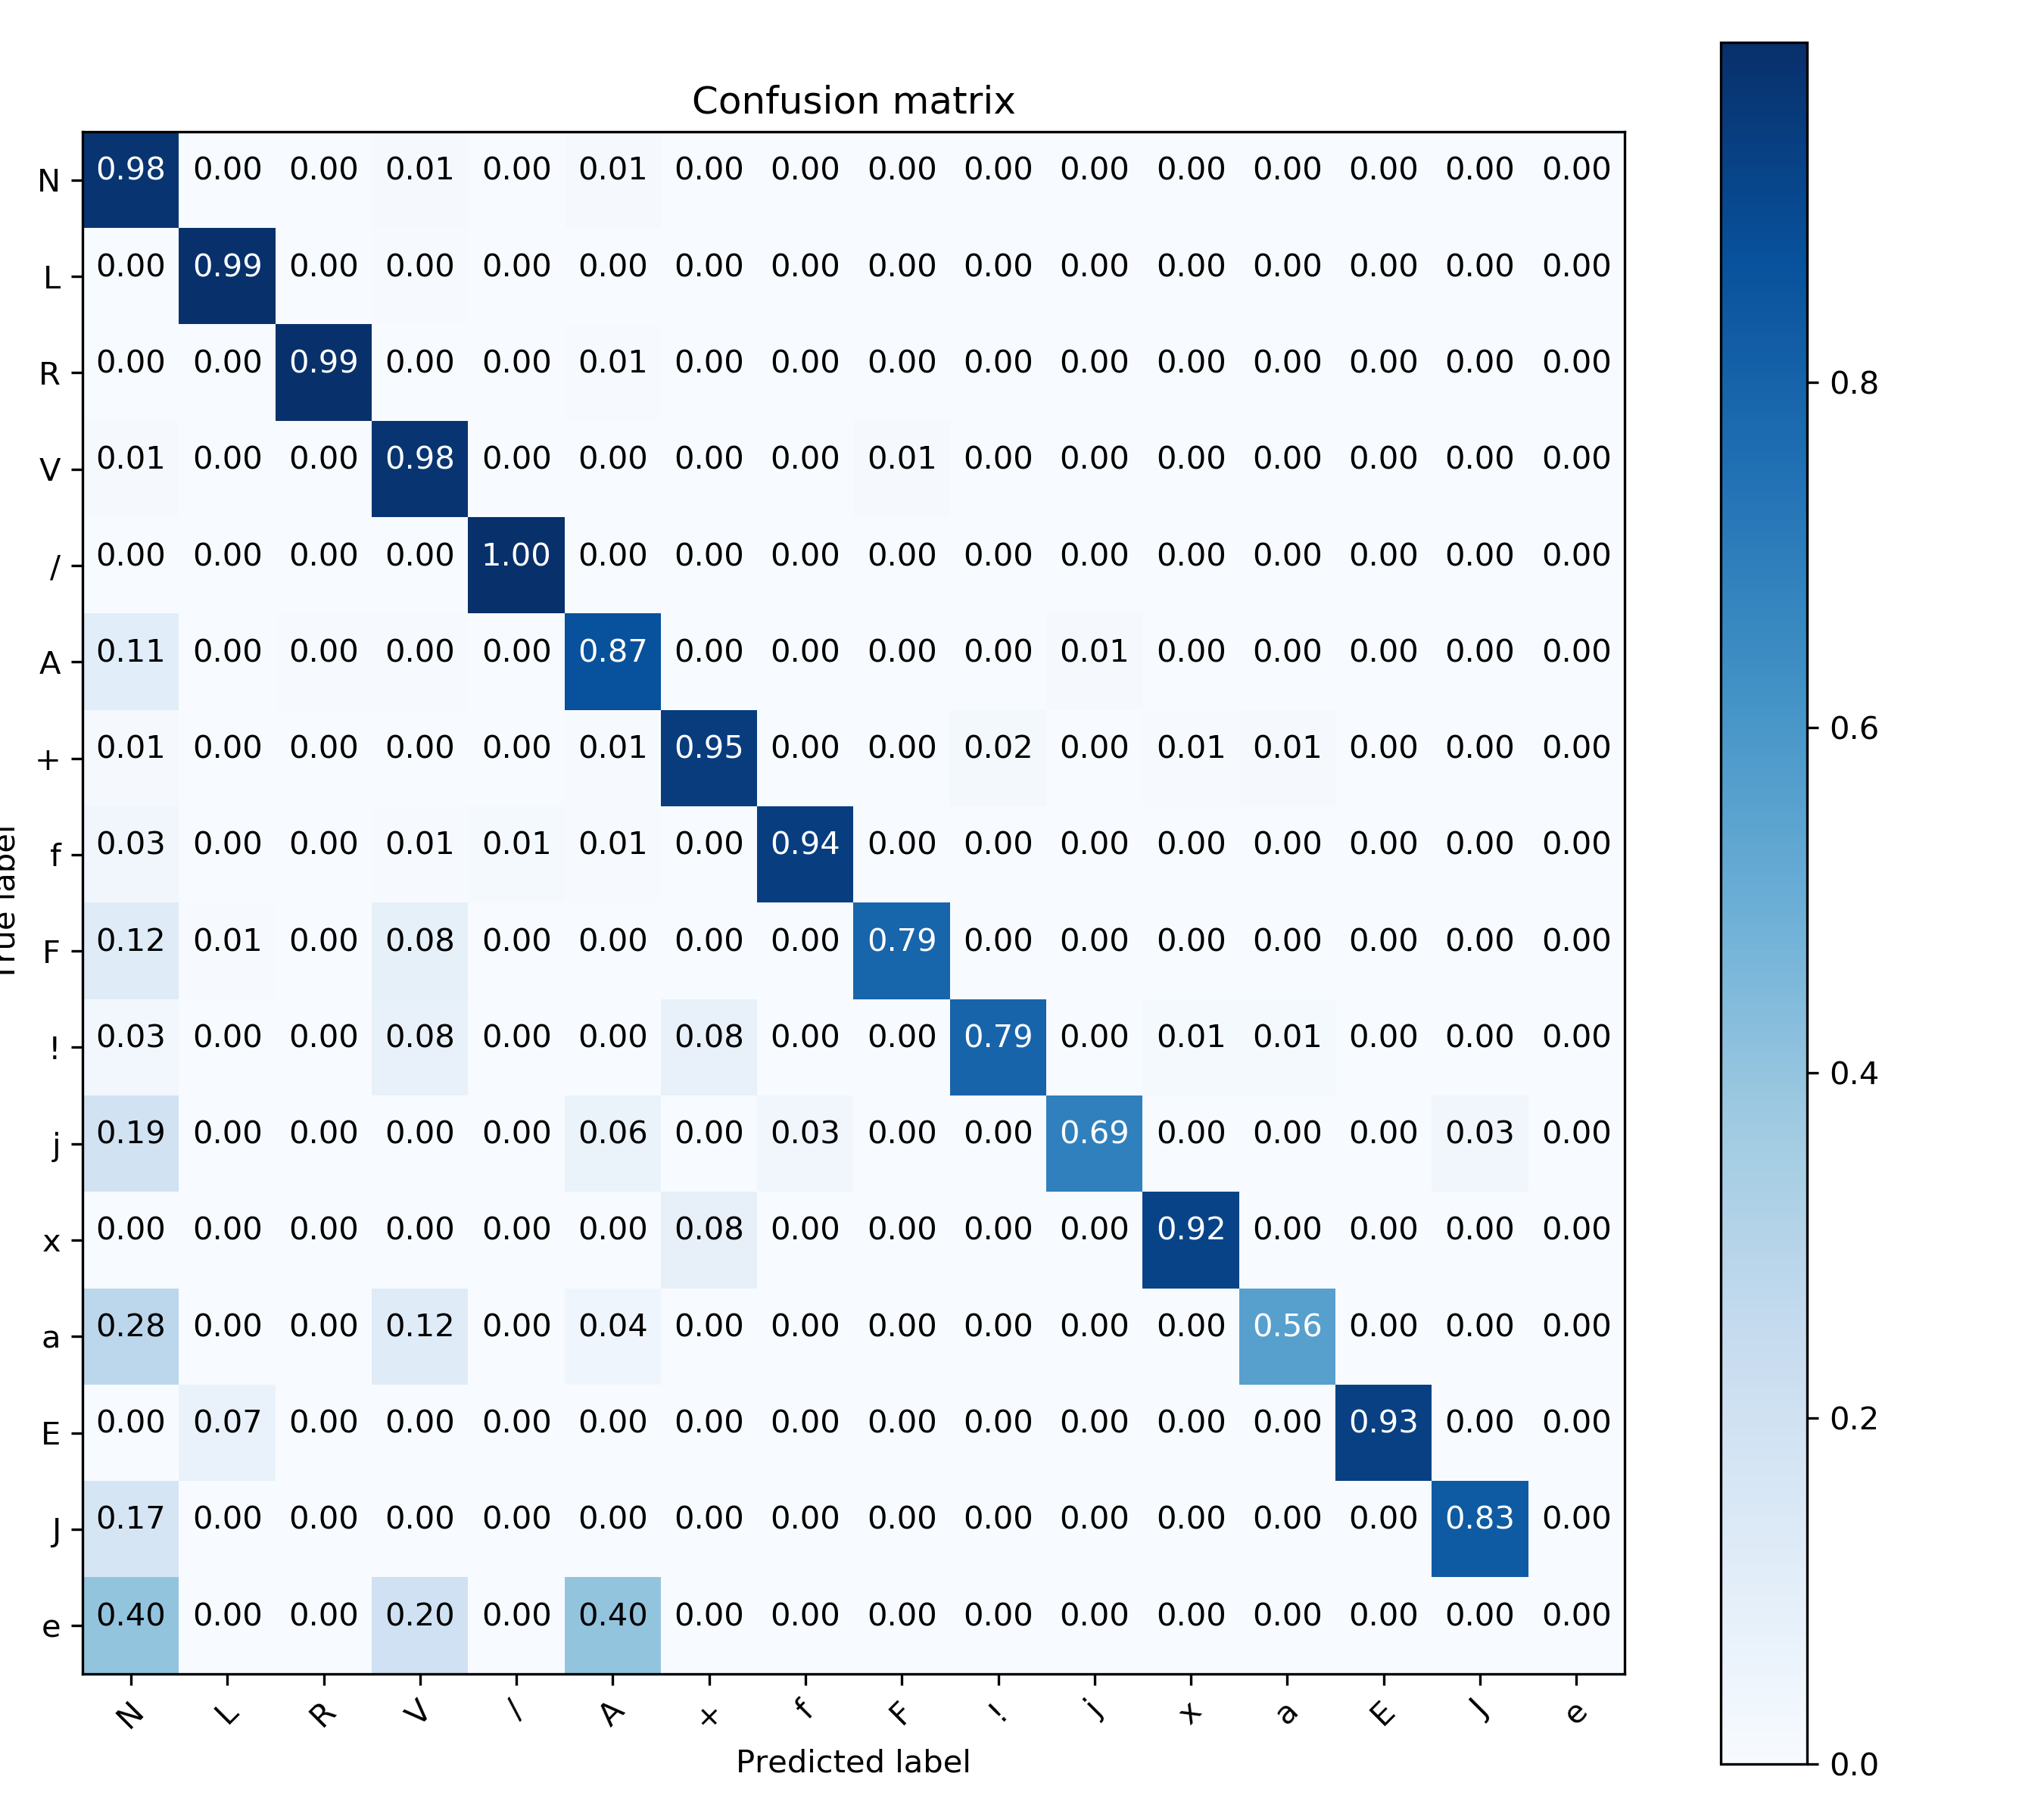 Confusion matrix
N 0.98 0.00 0.00 0.01 0.00 0.01 0.00 0.00 0.00 0.00 0.00 0.00 0.00 0.00 0.00 0.00
L 0.00 0.99 0.00 0.00 0.00 0.00 0.00 0.00 0.00 0.00 0.00 0.00 0.00 0.00 0.00 0.00
R 0.00 0.00 0.99 0.00 0.00 0.01 0.00 0.00 0.00 0.00 0.00 0.00 0.00 0.00 0.00 0.00
V 0.01 0.00 0.00 0.98 0.00 0.00 0.00 0.00 0.01 0.00 0.00 0.00 0.00 0.00 0.00 0.00
/ 0.00 0.00 0.00 0.00 1.00 0.00 0.00 0.00 0.00 0.00 0.00 0.00 0.00 0.00 0.00 0.00
A 0.11 0.00 0.00 0.00 0.00 0.87 0.00 0.00 0.00 0.00 0.01 0.00 0.00 0.00 0.00 0.00
+ 0.01 0.00 0.00 0.00 0.00 0.01 0.95 0.00 0.00 0.02 0.00 0.01 0.01 0.00 0.00 0.00
f 0.03 0.00 0.00 0.01 0.01 0.01 0.00 0.94 0.00 0.00 0.00 0.00 0.00 0.00 0.00 0.00
F 0.12 0.01 0.00 0.08 0.00 0.00 0.00 0.00 0.79 0.00 0.00 0.00 0.00 0.00 0.00 0.00
! 0.03 0.00 0.00 0.08 0.00 0.00 0.08 0.00 0.00 0.79 0.00 0.01 0.01 0.00 0.00 0.00
j 0.19 0.00 0.00 0.00 0.00 0.06 0.00 0.03 0.00 0.00 0.69 0.00 0.00 0.00 0.03 0.00
x 0.00 0.00 0.00 0.00 0.00 0.00 0.08 0.00 0.00 0.00 0.00 0.92 0.00 0.00 0.00 0.00
a 0.28 0.00 0.00 0.12 0.00 0.04 0.00 0.00 0.00 0.00 0.00 0.00 0.56 0.00 0.00 0.00
E 0.00 0.07 0.00 0.00 0.00 0.00 0.00 0.00 0.00 0.00 0.00 0.00 0.00 0.93 0.00 0.00
J 0.17 0.00 0.00 0.00 0.00 0.00 0.00 0.00 0.00 0.00 0.00 0.00 0.00 0.00 0.83 0.00
e 0.40 0.00 0.00 0.20 0.00 0.40 0.00 0.00 0.00 0.00 0.00 0.00 0.00 0.00 0.00 0.00
N L R V / A + f F ! j x a E J e
Predicted label
True label
0.8
0.6
0.4
0.2
0.0